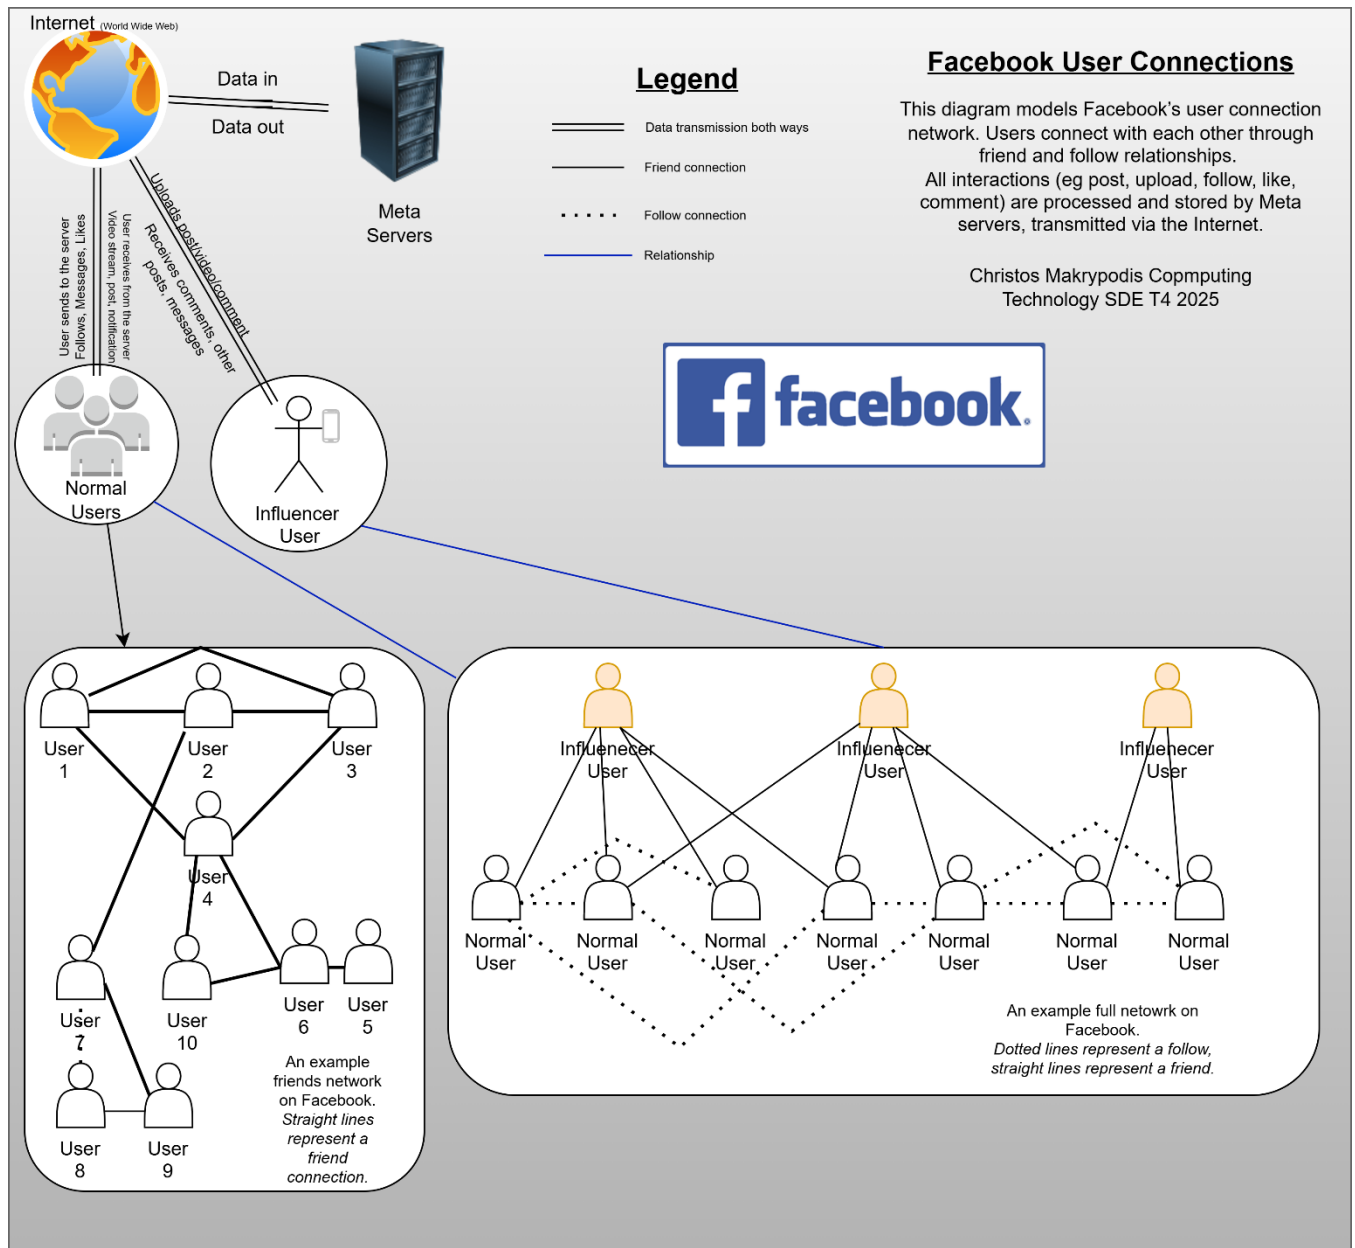 Internet (World Wide Web)
Data in
Data out
Meta
Servers
Legend
Data transmission both ways
Friend connection
Follow connection
Relationship
Facebook User Connections
This diagram models Facebook's user connection
network. Users connect with each other through
friend and follow relationships.
All interactions (eg post, upload, follow, like,
comment) are processed and stored by Meta
servers, transmitted via the Internet.
Christos Makrypodis Copmputing
Technology SDE T4 2025
User sends to the server
Follows, Messages, Likes
User receives from the server
Video stream, post, notification
Uploads post/video/comment
Receives comments, other
posts, messages
facebook.
Normal
Users
Influencer
User
User
1
User
2
User
3
User
4
User
7
User
10
User
6
User
5
User
8
User
9
An example
friends network
on Facebook.
Straight lines
represent a
friend
connection.
Influenecer
User
Influenecer
User
Influenecer
User
Normal
User
Normal
User
Normal
User
Normal
User
Normal
User
Normal
User
Normal
User
An example full netowrk on
Facebook.
Dotted lines represent a follow,
straight lines represent a friend.